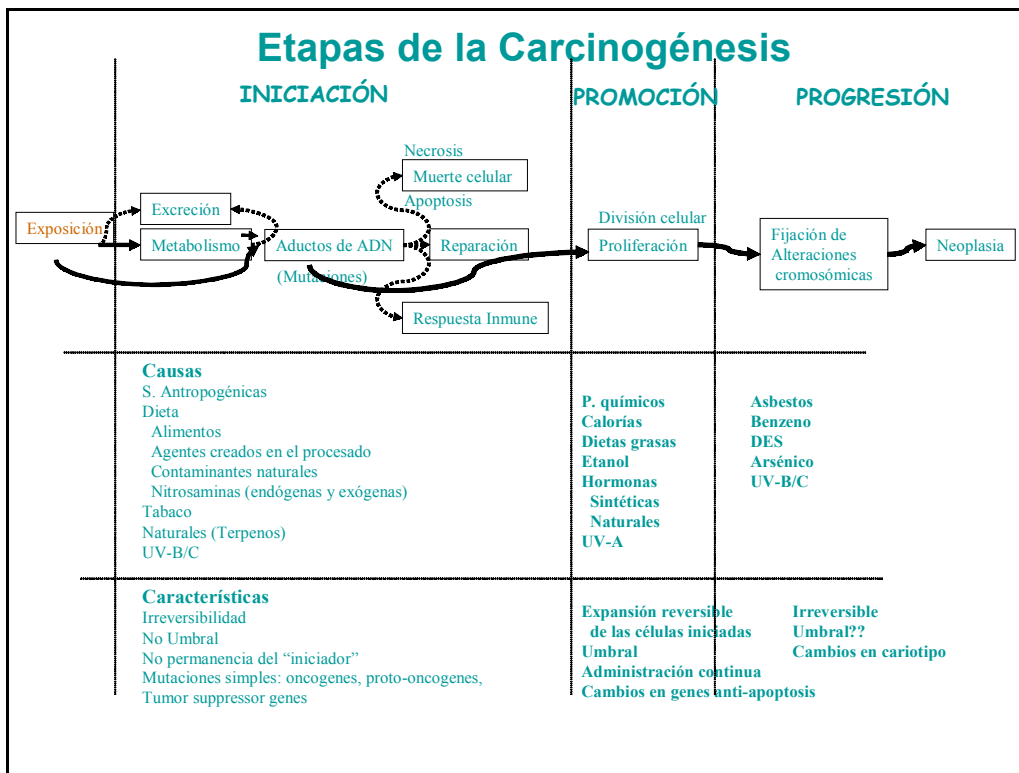 Etapas de la Carcinogénesis
INICIACIÓN
PROMOCIÓN
PROGRESIÓN
Necrosis
Muerte celular
Apoptosis
Excreción
Exposición
Metabolismo
Aductos de ADN
(Mutaciones)
Reparación
Respuesta Inmune
División celular
Proliferación
Fijación de
Alteraciones
cromosómicas
Neoplasia
Causas
S. Antropogénicas
Dieta
Alimentos
Agentes creados en el procesado
Contaminantes naturales
Nitrosaminas (endógenas y exógenas)
Tabaco
Naturales (Terpenos)
UV-B/C
P. químicos
Calorías
Dietas grasas
Etanol
Hormonas
Sintéticas
Naturales
UV-A
Asbestos
Benzeno
DES
Arsénico
UV-B/C
Características
Irreversibilidad
No Umbral
No permanencia del “iniciador”
Mutaciones simples: oncogenes, proto-oncogenes,
Tumor suppressor genes
Expansión reversible
de las células iniciadas
Umbral
Administración continua
Cambios en genes anti-apoptosis
Irreversible
Umbral??
Cambios en cariotipo